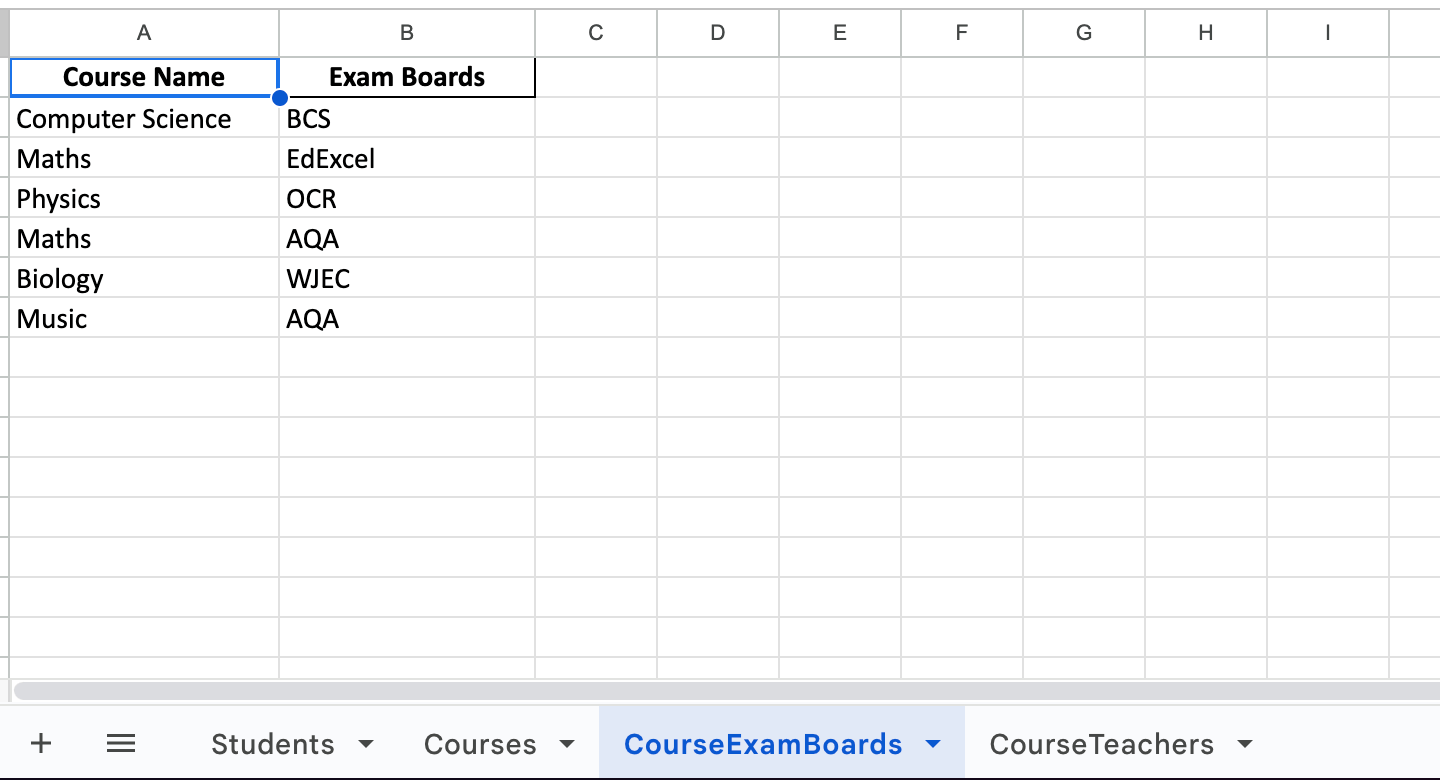 A B C D E F G H I
Course Name Exam Boards
Computer Science BCS
Maths EdExcel
Physics OCR
Maths AQA
Biology WJEC
Music AQA
Students Courses CourseExamBoards CourseTeachers